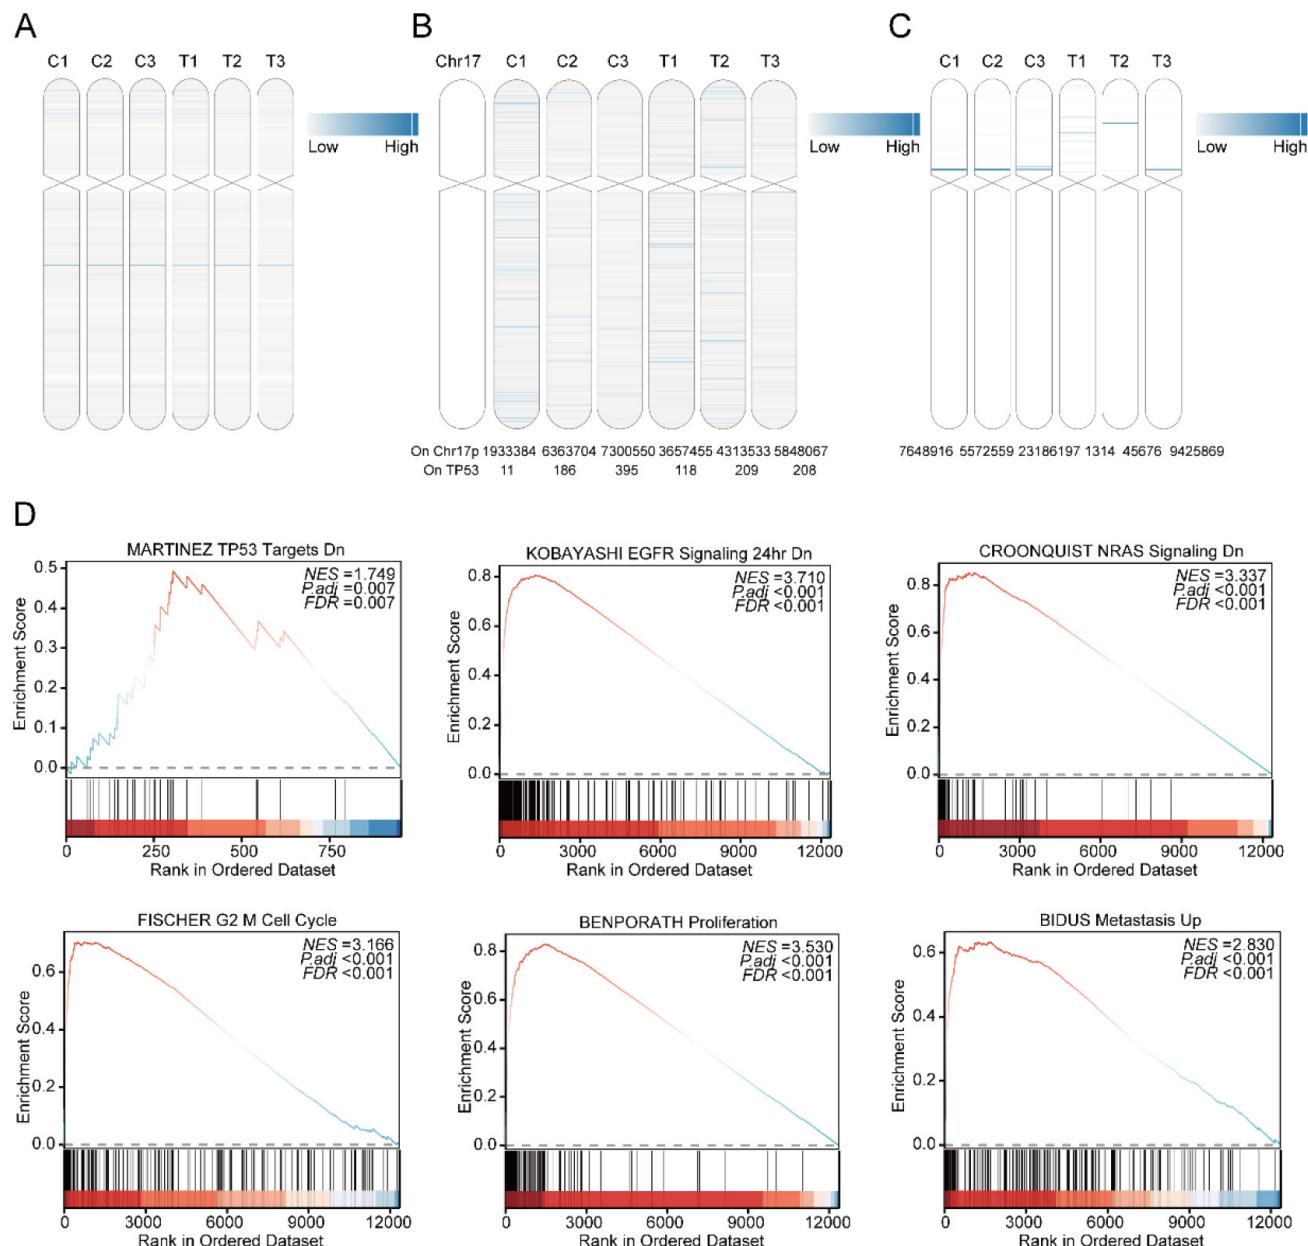 A
B
C
C1 C2 C3 T1 T2 T3
Low High
Chr17 C1 C2 C3 T1 T2 T3
Low High
On Chr17p 1933384 6363704 7300550 3657455 4313533 5848067
On TP53 11 186 395 118 209 208
C1 C2 C3 T1 T2 T3
Low High
7648916 5572559 23186197 1314 45676 9425869
D
MARTINEZ TP53 Targets Dn
NES =1.749
P.adj =0.007
FDR =0.007
Enrichment Score
0.5
0.4
0.3
0.2
0.1
0.0
0 250 500 750
Rank in Ordered Dataset
KOBAYASHI EGFR Signaling 24hr Dn
NES =3.710
P.adj <0.001
FDR <0.001
Enrichment Score
0.8
0.6
0.4
0.2
0.0
0 3000 6000 9000 12000
Rank in Ordered Dataset
CROONQUIST NRAS Signaling Dn
NES =3.337
P.adj <0.001
FDR <0.001
Enrichment Score
0.8
0.6
0.4
0.2
0.0
0 3000 6000 9000 12000
Rank in Ordered Dataset
FISCHER G2 M Cell Cycle
NES =3.166
P.adj <0.001
FDR <0.001
Enrichment Score
0.6
0.4
0.2
0.0
0 3000 6000 9000 12000
Rank in Ordered Dataset
BENPORATH Proliferation
NES =3.530
P.adj <0.001
FDR <0.001
Enrichment Score
0.8
0.6
0.4
0.2
0.0
0 3000 6000 9000 12000
Rank in Ordered Dataset
BIDUS Metastasis Up
NES =2.830
P.adj <0.001
FDR <0.001
Enrichment Score
0.6
0.4
0.2
0.0
0 3000 6000 9000 12000
Rank in Ordered Dataset